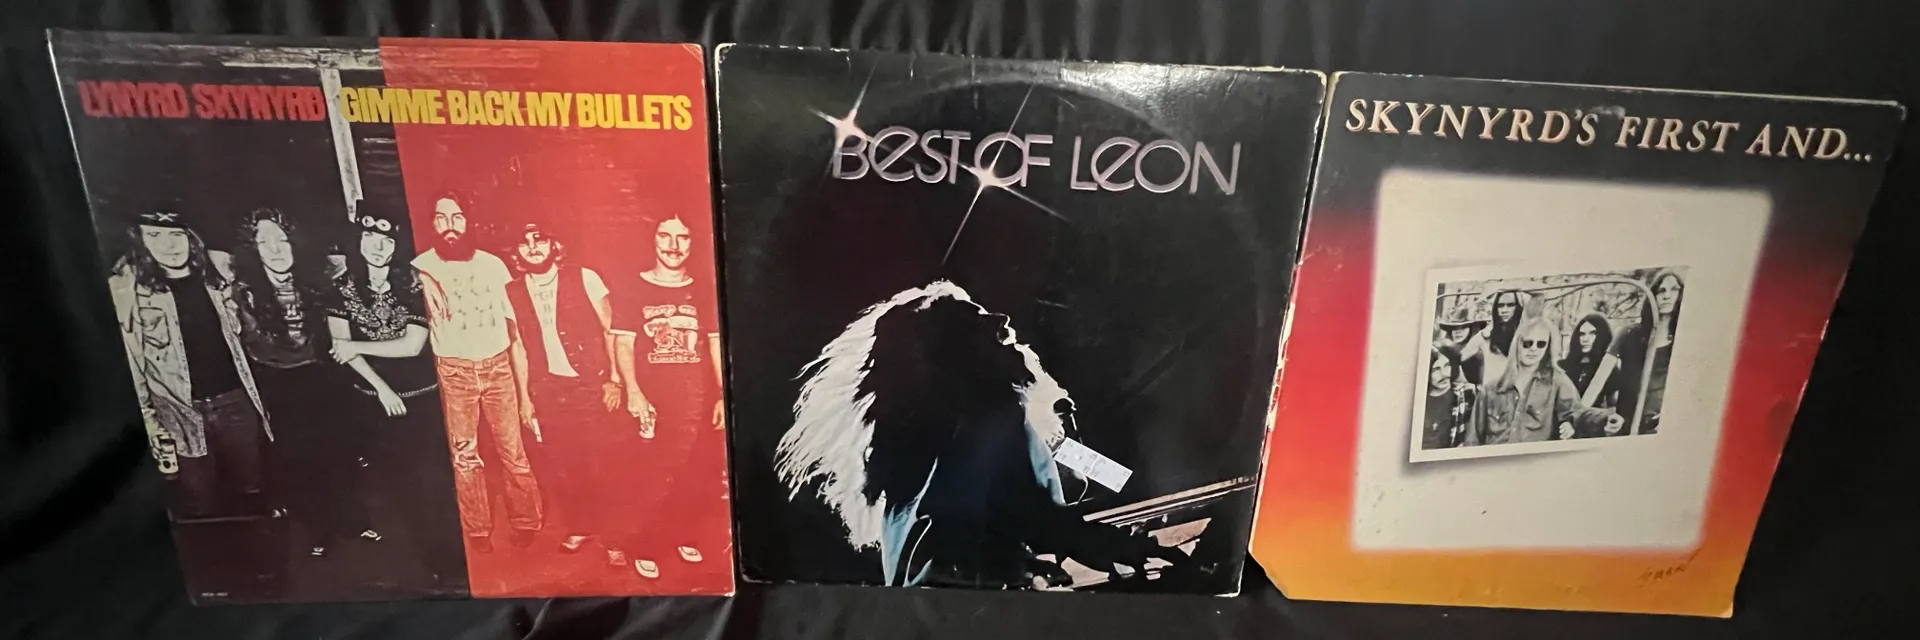 LYNYRD SKYNYRD GIMME BACK MY BULLETS
BEST OF LEON
SKYNYRD'S FIRST AND...